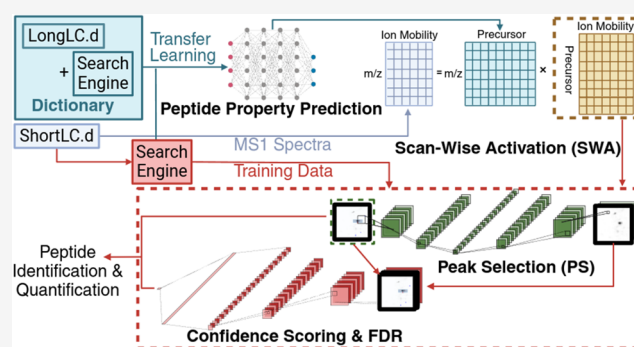 LongLC.d
+ Search
Engine
Dictionary
Transfer
Learning
Peptide Property Prediction
Ion Mobility
m/z
= m/z
Precursor
×
Ion Mobility
Precursor
ShortLC.d
MS1 Spectra
Scan-Wise Activation (SWA)
Search
Engine
Training Data
Peptide
Identification &
Quantification
Peak Selection (PS)
Confidence Scoring & FDR